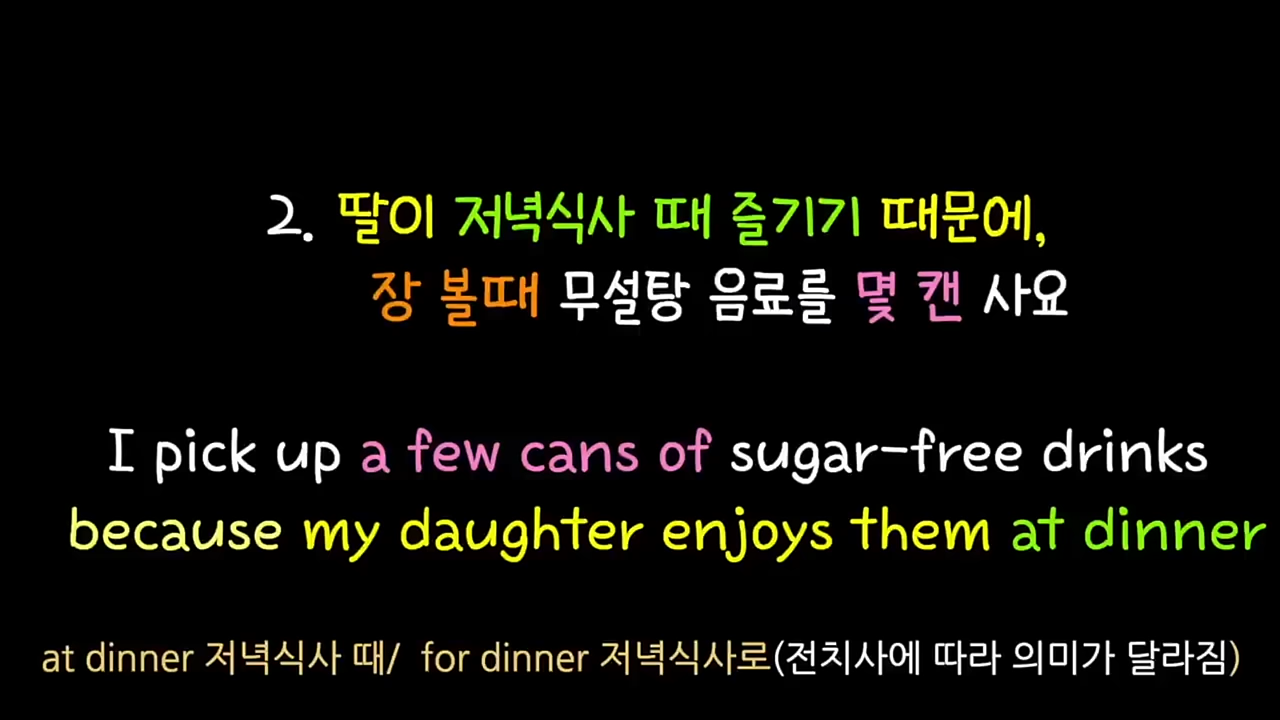 2. 딸이 저녁식사 때 즐기기 때문에,
장 볼때 무설탕 음료를 몇 캔 사요
I pick up a few cans of sugar-free drinks
because my daughter enjoys them at dinner
at dinner 저녁식사 때/ for dinner 저녁식사로(전치사에 따라 의미가 달라짐)